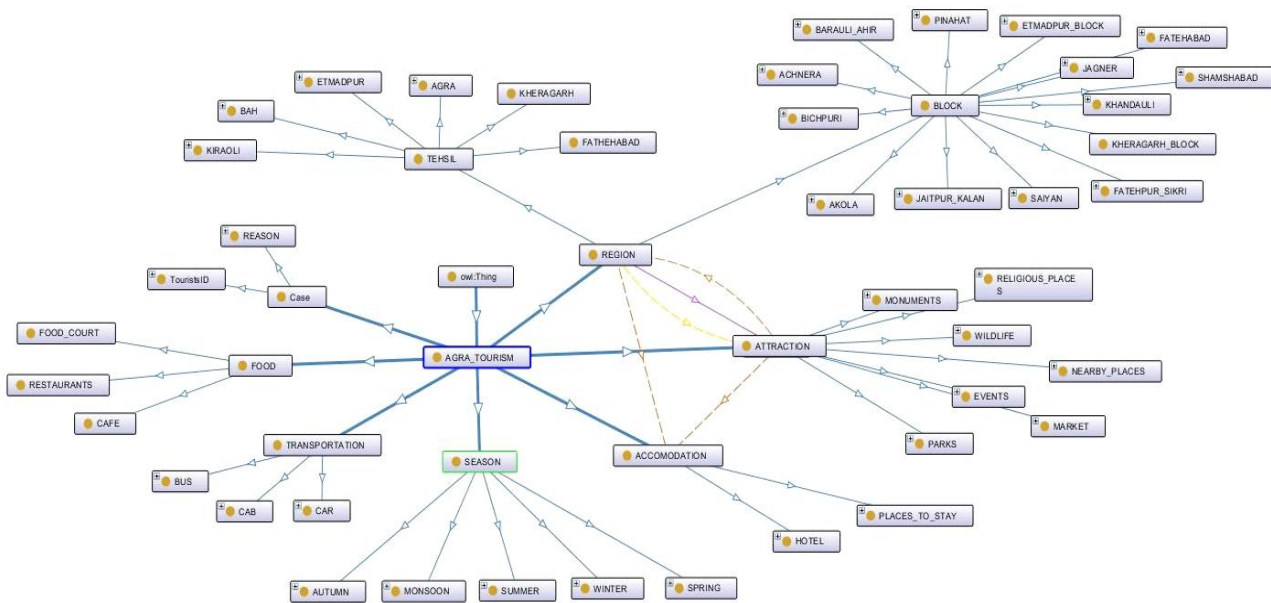 PINAHAT
ETMADPUR_BLOCK
BARAULI_AHIR
FATEHABAD
JAGNER
ACHNERA
SHAMSHABAD
BLOCK
KHANDAULI
BICHPURI
KHERAGARH_BLOCK
FATEHPUR_SIKRI
SAIYAN
JAITPUR_KALAN
AKOLA
ETMADPUR
AGRA
KHERAGARH
BAH
FATHEHABAD
KIRAOLI
TEHSIL
REASON
REGION
TouristsID
owl:Thing
Case
RELIGIOUS_PLACE
S
MONUMENTS
FOOD_COURT
WILDLIFE
ATTRACTION
AGRA_TOURISM
FOOD
NEARBY_PLACES
RESTAURANTS
EVENTS
CAFE
MARKET
TRANSPORTATION
PARKS
ACCOMODATION
SEASON
BUS
CAB
CAR
PLACES_TO_STAY
HOTEL
AUTUMN
MONSOON
SUMMER
WINTER
SPRING